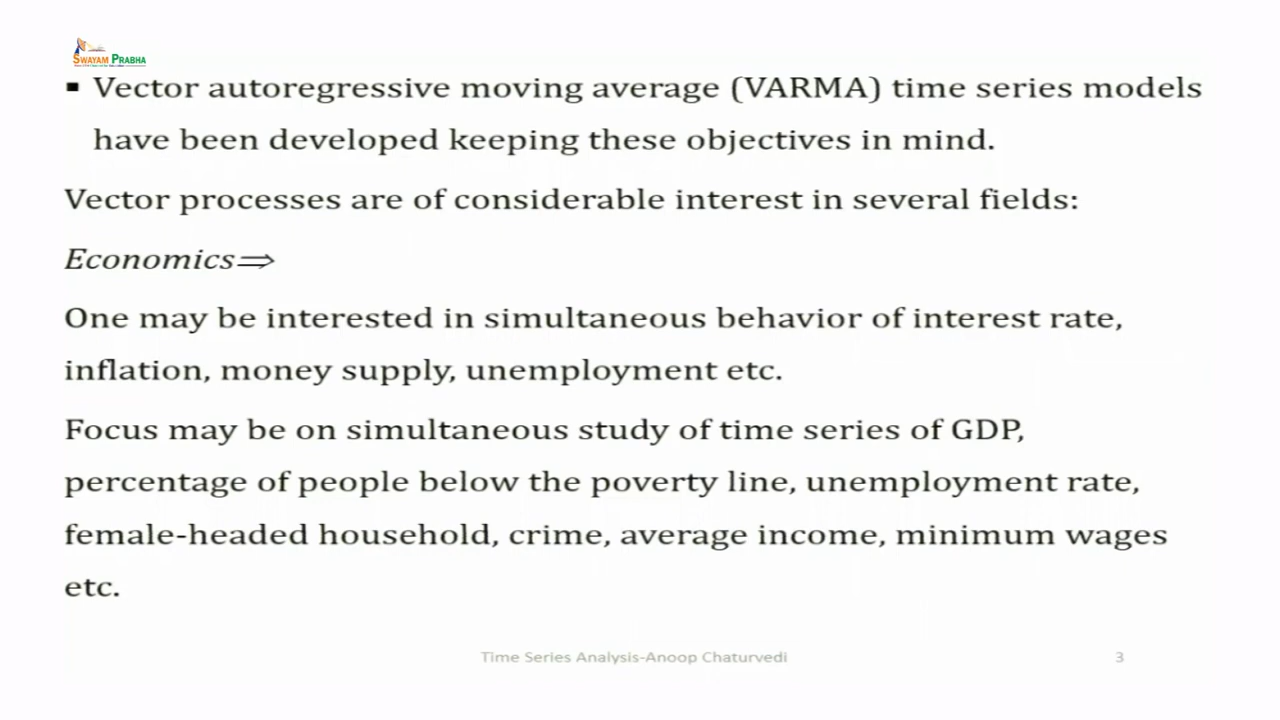 SWAYAM PRABHA
▪ Vector autoregressive moving average (VARMA) time series models
have been developed keeping these objectives in mind.
Vector processes are of considerable interest in several fields:
Economics⟹
One may be interested in simultaneous behavior of interest rate,
inflation, money supply, unemployment etc.
Focus may be on simultaneous study of time series of GDP,
percentage of people below the poverty line, unemployment rate,
female-headed household, crime, average income, minimum wages
etc.
Time Series Analysis-Anoop Chaturvedi 3